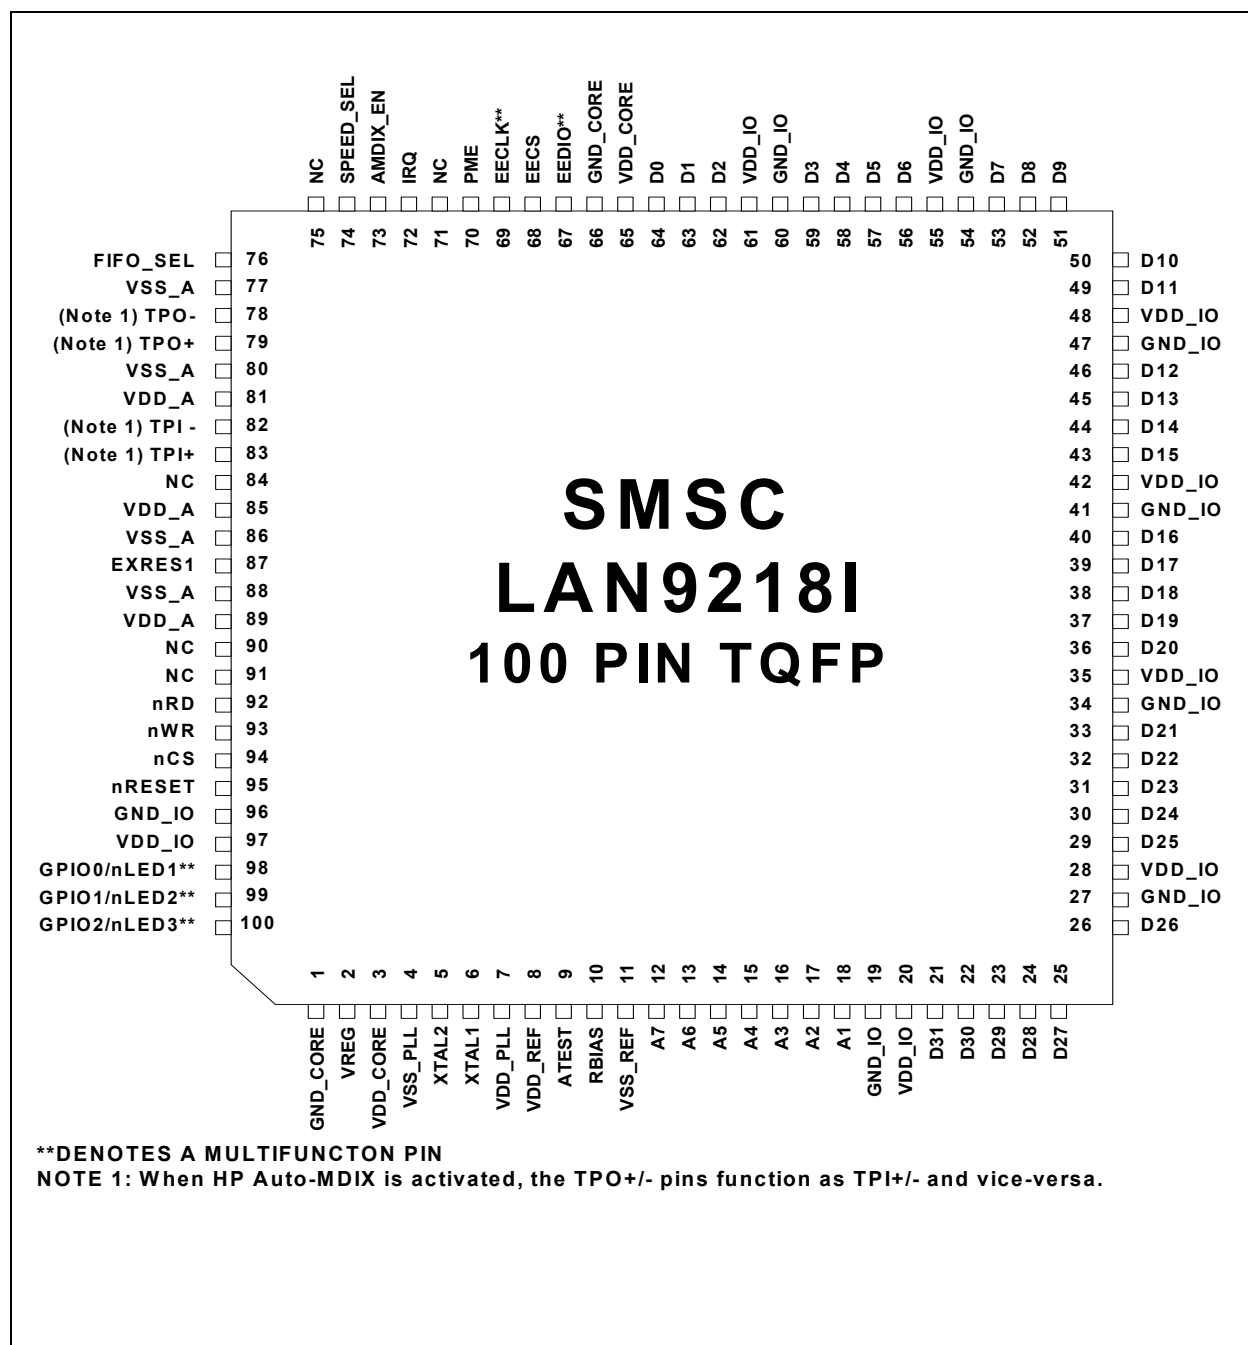 NC
SPEED_SEL
AMDIX_EN
IRQ
NC
PME
EECLK**
EECS
EEDIO**
GND_CORE
VDD_CORE
D0
D1
D2
VDD_IO
GND_IO
D3
D4
D5
D6
VDD_IO
GND_IO
D7
D8
D9
75
74
73
72
71
70
69
68
67
66
65
64
63
62
61
60
59
58
57
56
55
54
53
52
51
FIFO_SEL 76
VSS_A 77
(Note 1) TPO- 78
(Note 1) TPO+ 79
VSS_A 80
VDD_A 81
(Note 1) TPI - 82
(Note 1) TPI+ 83
NC 84
VDD_A 85
VSS_A 86
EXRES1 87
VSS_A 88
VDD_A 89
NC 90
NC 91
nRD 92
nWR 93
nCS 94
nRESET 95
GND_IO 96
VDD_IO 97
GPIO0/nLED1** 98
GPIO1/nLED2** 99
GPIO2/nLED3** 100
SMSC
LAN9218I
100 PIN TQFP
50 D10
49 D11
48 VDD_IO
47 GND_IO
46 D12
45 D13
44 D14
43 D15
42 VDD_IO
41 GND_IO
40 D16
39 D17
38 D18
37 D19
36 D20
35 VDD_IO
34 GND_IO
33 D21
32 D22
31 D23
30 D24
29 D25
28 VDD_IO
27 GND_IO
26 D26
1
2
3
4
5
6
7
8
9
10
11
12
13
14
15
16
17
18
19
20
21
22
23
24
25
GND_CORE
VREG
VDD_CORE
VSS_PLL
XTAL2
XTAL1
VDD_PLL
VDD_REF
ATEST
RBIAS
VSS_REF
A7
A6
A5
A4
A3
A2
A1
GND_IO
VDD_IO
D31
D30
D29
D28
D27
**DENOTES A MULTIFUNCTON PIN
NOTE 1: When HP Auto-MDIX is activated, the TPO+/- pins function as TPI+/- and vice-versa.